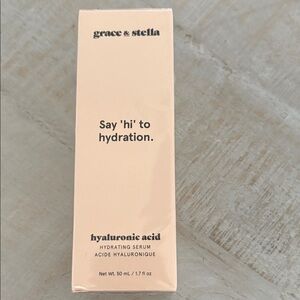 grace & stella
Say 'hi' to
hydration.
hyaluronic acid
HYDRATING SERUM
ACIDE HYALURONIQUE
Net Wt. 50 mL / 1.7 fl oz